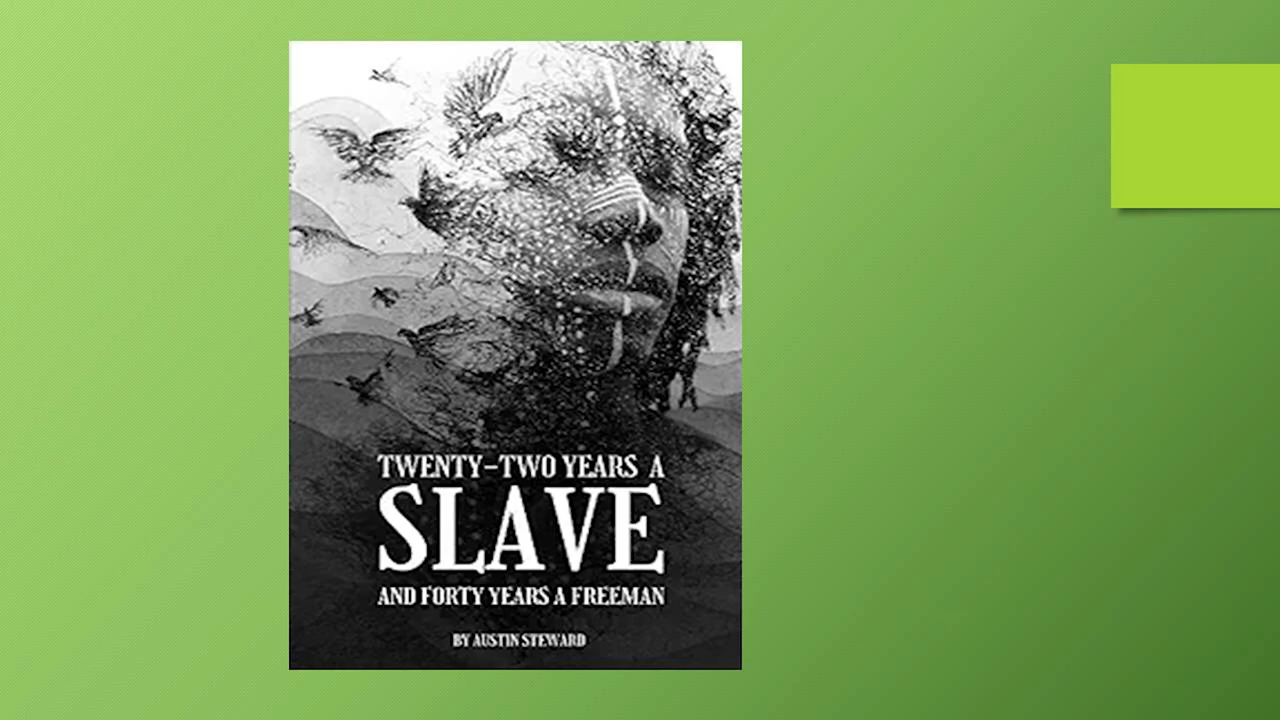 TWENTY-TWO YEARS A
SLAVE
AND FORTY YEARS A FREEMAN
BY AUSTIN STEWARD